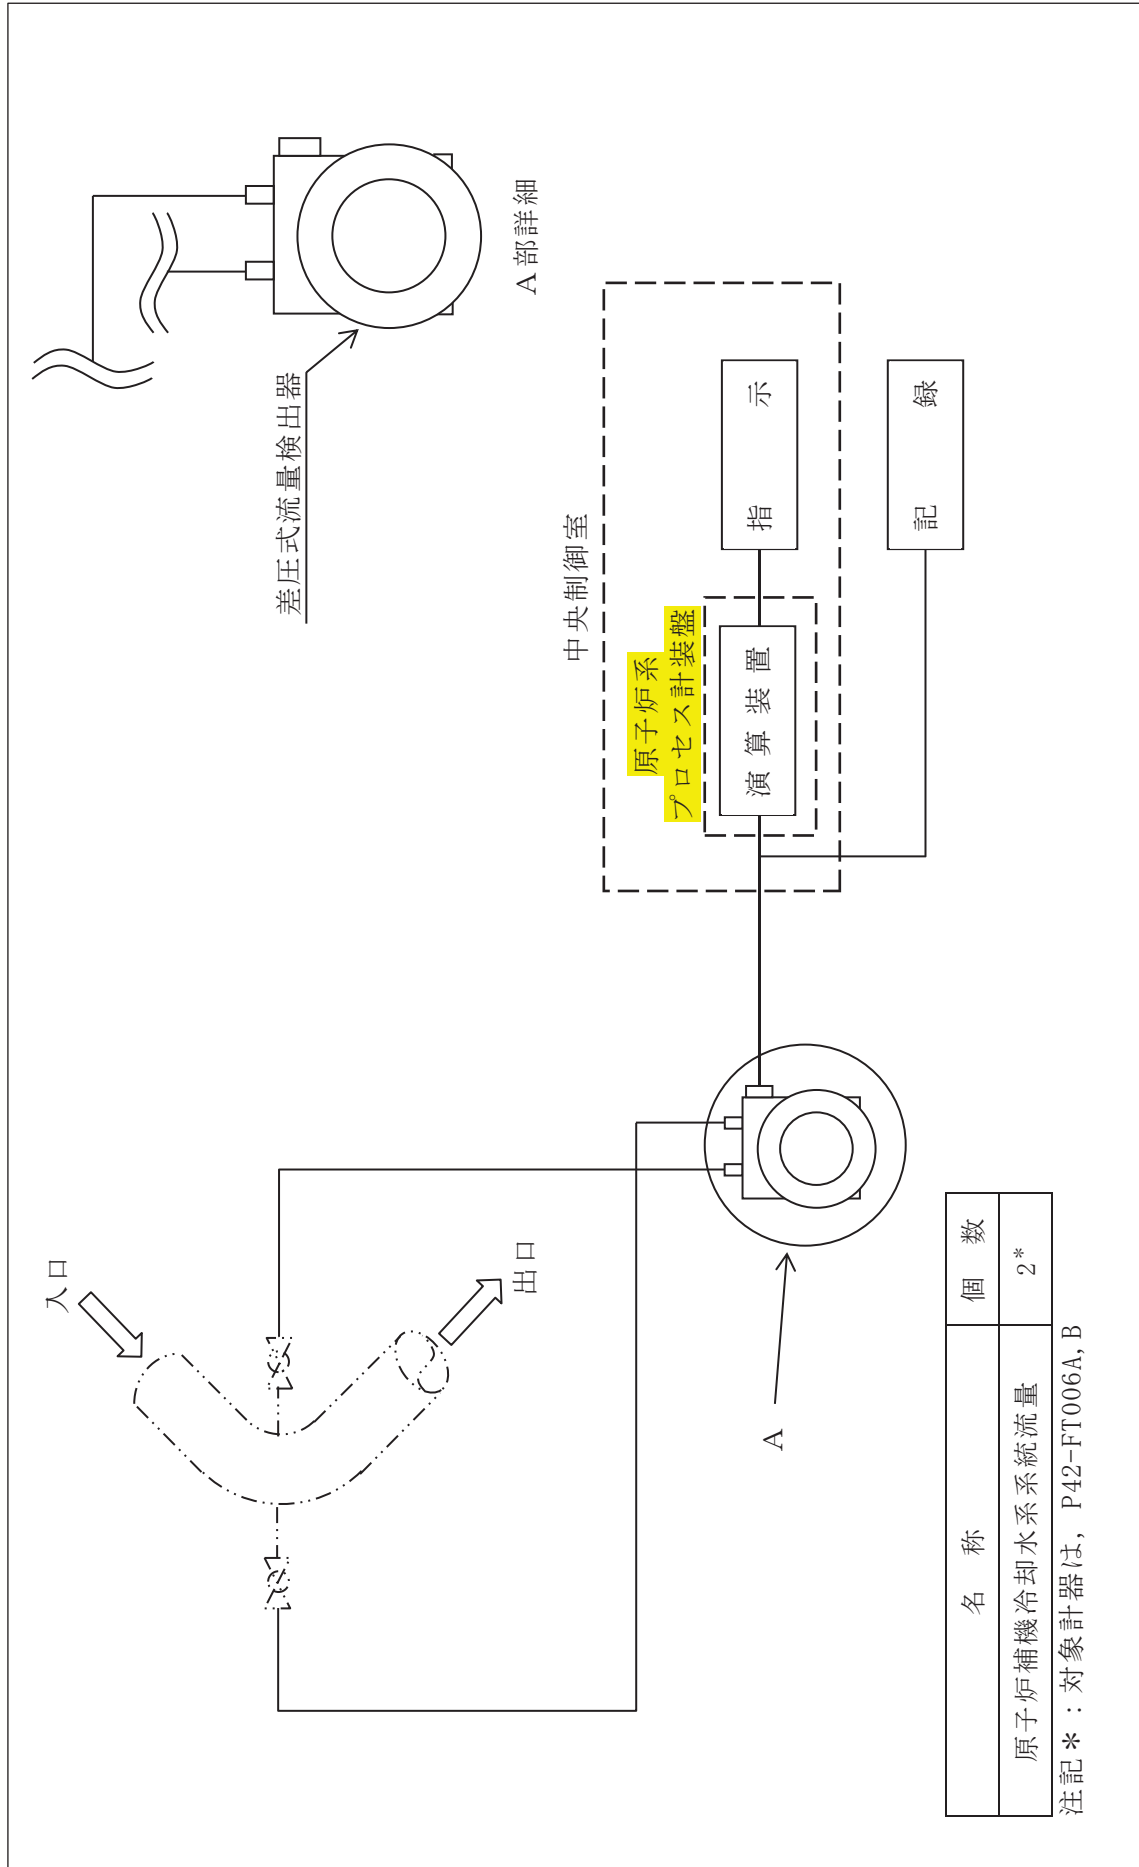 入口
出口
A
差圧式流量検出器
A部詳細
中央制御室
原子炉系
プロセス計装盤
演算装置
指示
記録
名称 個数
原子炉補機冷却水系系統流量 2*
注記*：対象計器は，P42-FT006A,B